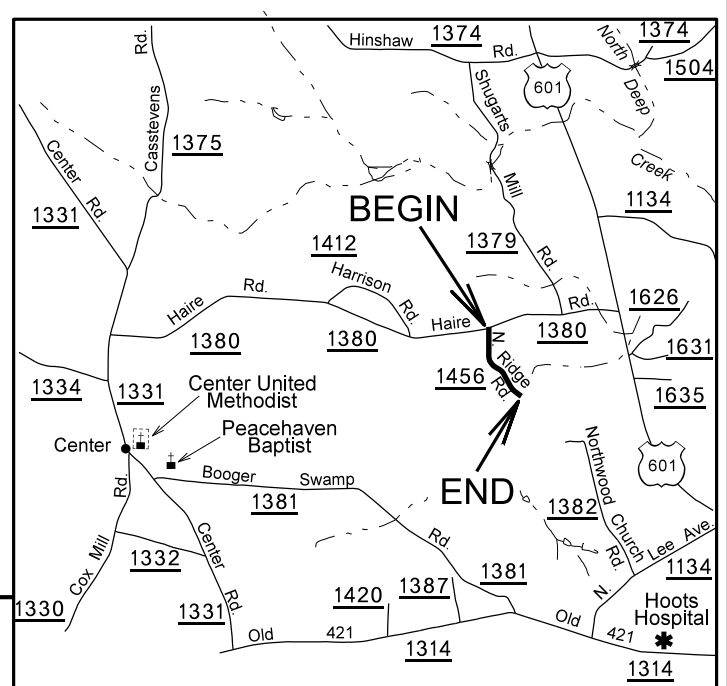 Hinshaw Rd.
1374
1374
North Deep Creek
1504
Casstevens Rd.
1375
601
Shugarts Mill Rd.
Center Rd.
1331
1134
BEGIN
1412
1379
Harrison Rd.
Haire Rd.
1380
1380
Haire Rd.
1380
1626
1631
1635
N. Ridge Rd.
1456
1334
1331
Center United
Methodist
Center
Peacehaven
Baptist
601
END
Booger Swamp Rd.
1381
Northwood Church Rd.
1382
N. Lee Ave.
1134
Cox Mill Rd.
1330
1332
Center Rd.
1331
1420
1387
1381
Old 421
1314
Old 421
1314
Hoots
Hospital